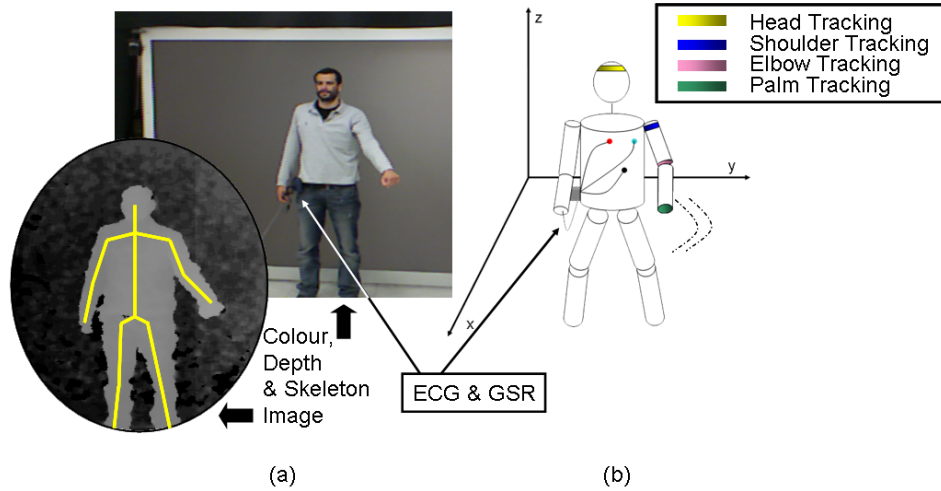 z
Head Tracking
Shoulder Tracking
Elbow Tracking
Palm Tracking
y
x
Colour,
Depth
& Skeleton
Image
ECG & GSR
(a)
(b)